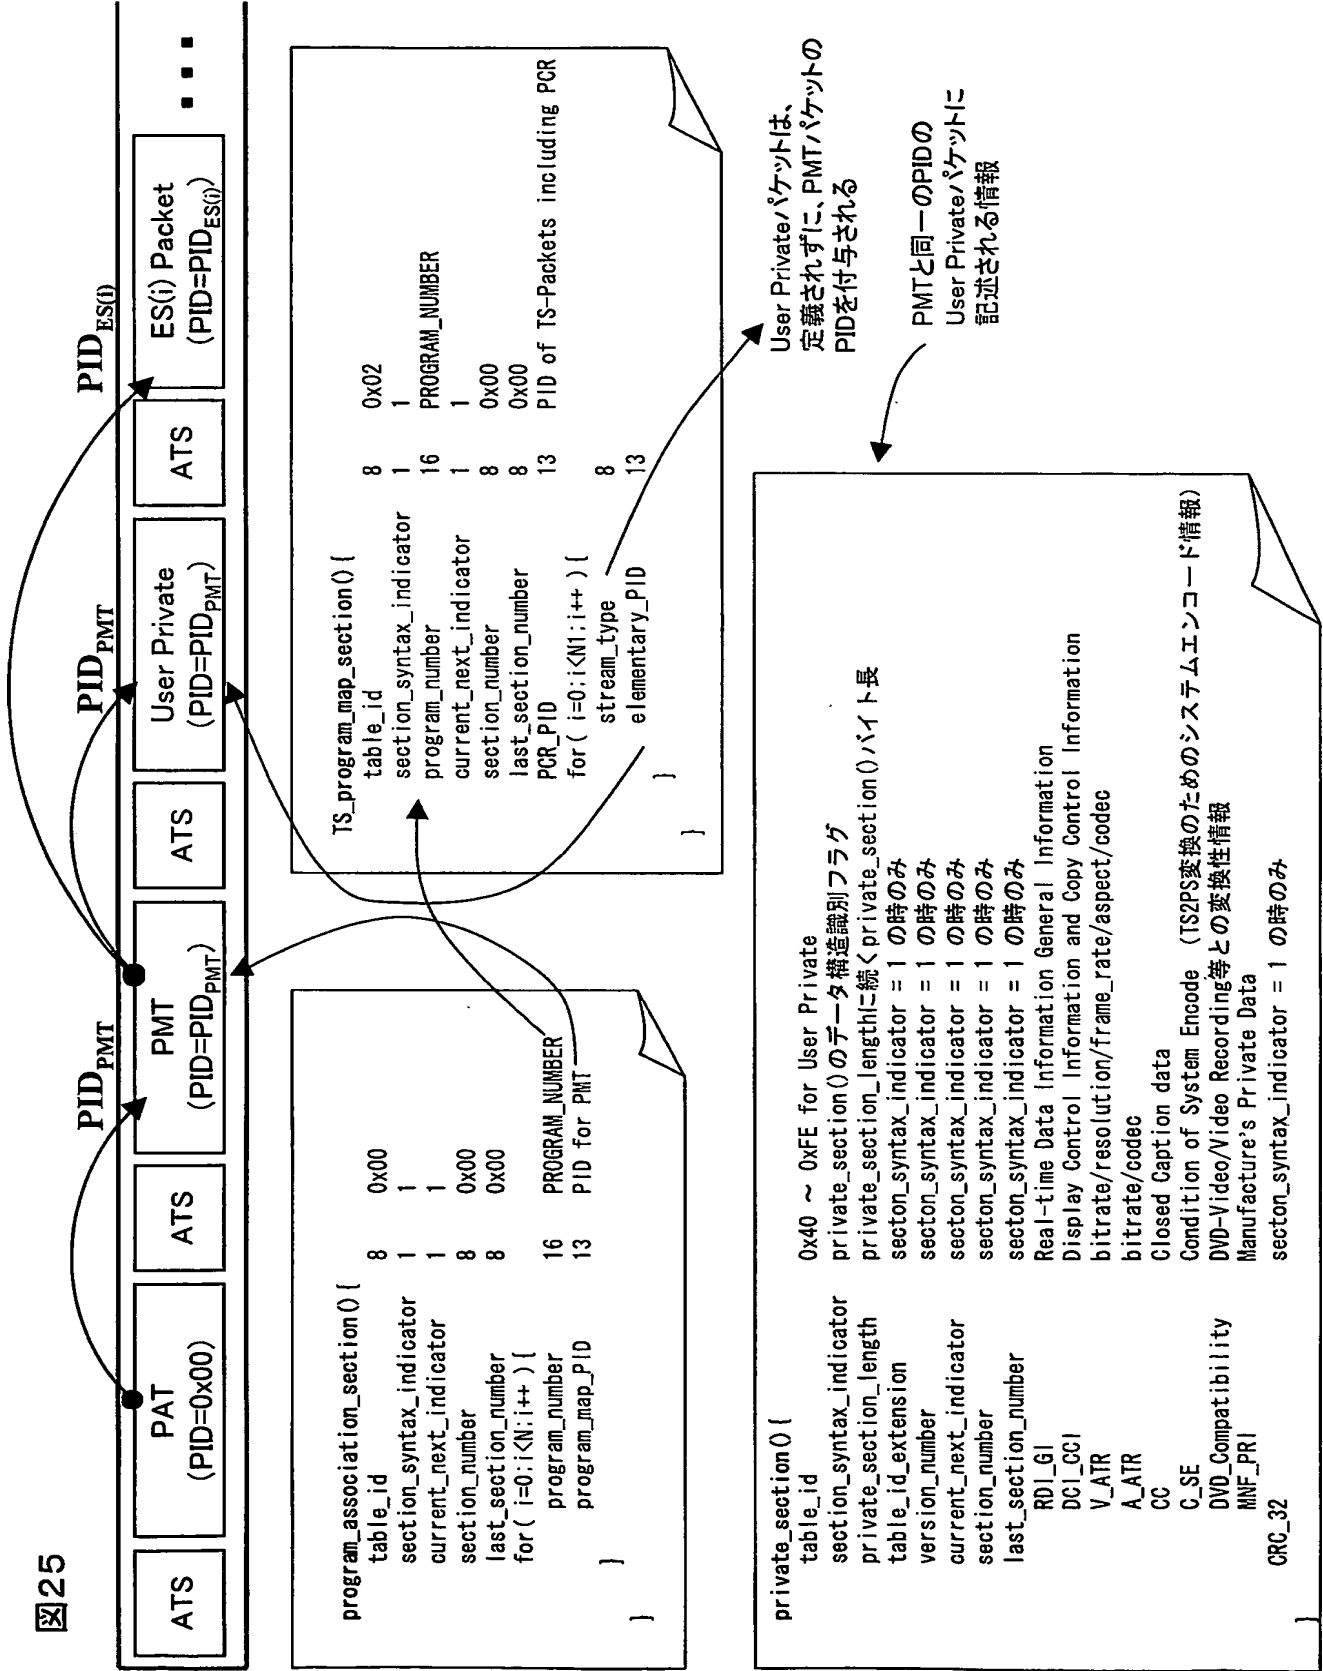 図25
PID_PMT
PID_PMT
PID_ES(i)
ATS
PAT
(PID=0x00)
ATS
PMT
(PID=PID_PMT)
ATS
User Private
(PID=PID_PMT)
ATS
ES(i) Packet
(PID=PID_ES(i))
...
program_association_section(){
table_id 8 0x00
section_syntax_indicator 1 1
current_next_indicator 1 1
section_number 8 0x00
last_section_number 8 0x00
for( i=0;i<N;i++ ){
program_number 16 PROGRAM_NUMBER
program_map_PID 13 PID for PMT
}
TS_program_map_section(){
table_id 8 0x02
section_syntax_indicator 1 1
program_number 16 PROGRAM_NUMBER
current_next_indicator 1 1
section_number 8 0x00
last_section_number 8 0x00
PCR_PID 13 PID of TS-Packets including PCR
for( i=0;i<N1;i++ ){
stream_type 8
elementary_PID 13
}
}
User Privateパケットは、
定義されずに、PMTパケットの
PIDを付与される
private_section(){
table_id 0x40 ~ 0xFE for User Private
section_syntax_indicator private_section()のデータ構造識別フラグ
private_section_length private_section_lengthに続くprivate_section()バイト長
table_id_extension secton_syntax_indicator = 1 の時のみ
version_number secton_syntax_indicator = 1 の時のみ
current_next_indicator secton_syntax_indicator = 1 の時のみ
section_number secton_syntax_indicator = 1 の時のみ
last_section_number secton_syntax_indicator = 1 の時のみ
RDI_GI Real-time Data Information General Information
DCI_CCI Display Control Information and Copy Control Information
V_ATR bitrate/resolution/frame_rate/aspect/codec
A_ATR bitrate/codec
CC Closed Caption data
C_SE Condition of System Encode (TS2PS変換のためのシステムエンコード情報)
DVD_Compatibility DVD-Video/Video Recording等との変換性情報
MNF_PRI Manufacture's Private Data
CRC_32 secton_syntax_indicator = 1 の時のみ
}
PMTと同一のPIDの
User Privateパケットに
記述される情報